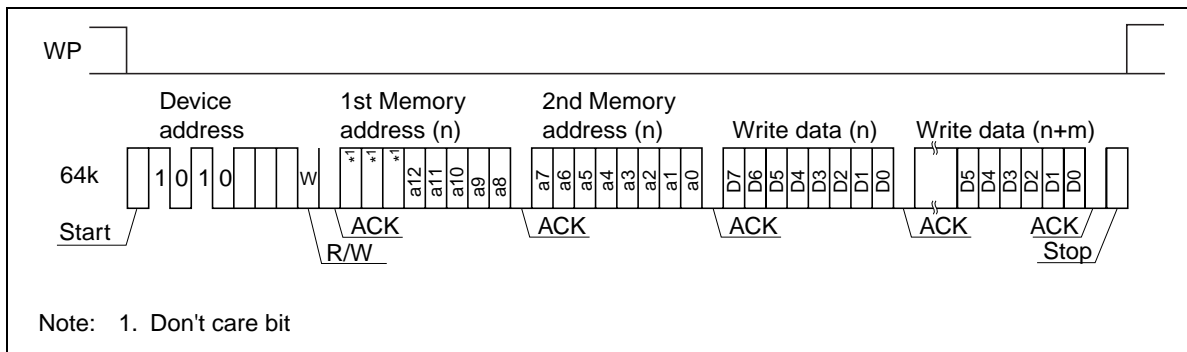 WP
Device address
1st Memory address (n)
2nd Memory address (n)
Write data (n)
Write data (n+m)
64k
1 0 1 0
W
*1 *1 *1 a12 a11 a10 a9 a8
a7 a6 a5 a4 a3 a2 a1 a0
D7 D6 D5 D4 D3 D2 D1 D0
D5 D4 D3 D2 D1 D0
Start
R/W
ACK
ACK
ACK
ACK
ACK
Stop
Note: 1. Don't care bit